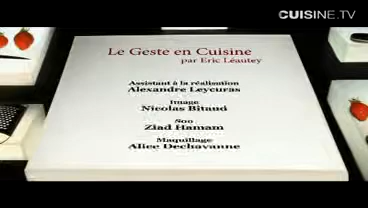 CUISINE.TV
Le Geste en Cuisine
par Eric Léautey
Assistant à la réalisation
Alexandre Leycuras
Image
Nicolas Bitaud
Son
Ziad Hamam
Maquillage
Alice Dechavanne